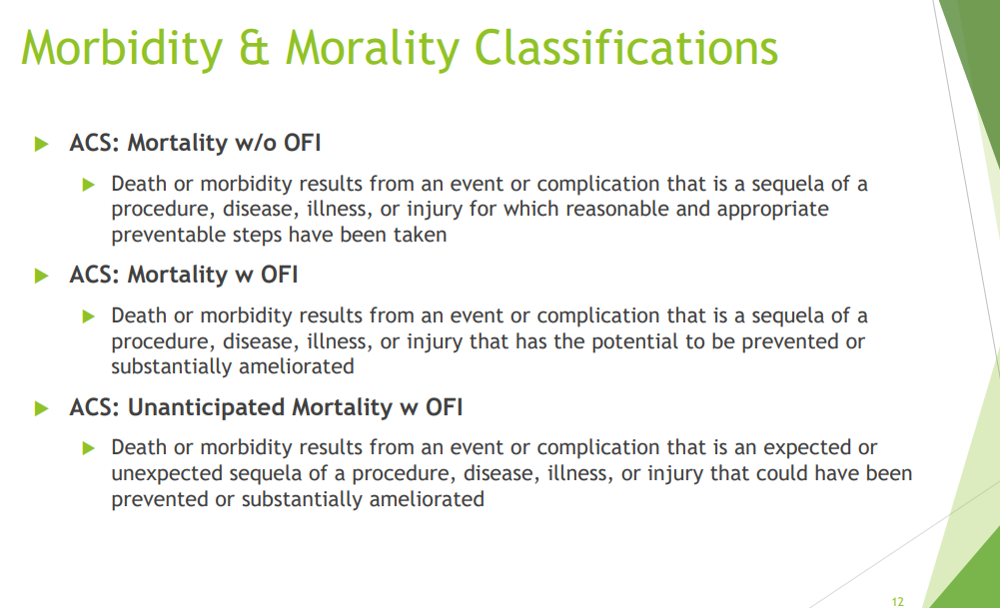 Morbidity & Morality Classifications
ACS: Mortality w/o OFI
Death or morbidity results from an event or complication that is a sequela of a
procedure, disease, illness, or injury for which reasonable and appropriate
preventable steps have been taken
ACS: Mortality w OFI
Death or morbidity results from an event or complication that is a sequela of a
procedure, disease, illness, or injury that has the potential to be prevented or
substantially ameliorated
ACS: Unanticipated Mortality w OFI
Death or morbidity results from an event or complication that is an expected or
unexpected sequela of a procedure, disease, illness, or injury that could have been
prevented or substantially ameliorated
12